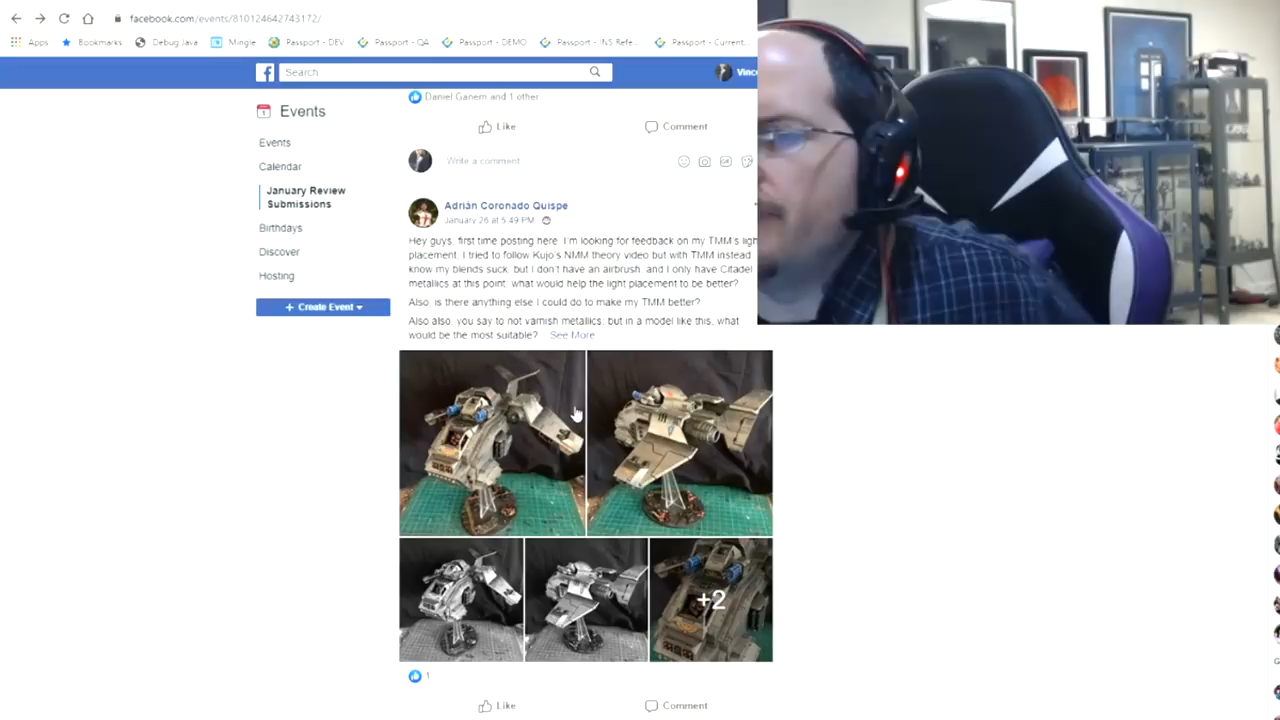 facebook.com/events/810124642743172/
Apps Bookmarks Debug Java Mingle Passport - DEV Passport - QA Passport - DEMO Passport - INS Refe... Passport - Current...
Search
Vinc
Events
Daniel Ganem and 1 other
Like Comment
Events
Calendar
January Review
Submissions
Birthdays
Discover
Hosting
+ Create Event
Write a comment
Adrián Coronado Quispe
January 26 at 5:49 PM
Hey guys, first time posting here. I'm looking for feedback on my TMM's ligh
placement. I tried to follow Kujo's NMM theory video but with TMM instead
know my blends suck, but I don't have an airbrush, and I only have Citadel
metallics at this point, what would help the light placement to be better?
Also, is there anything else I could do to make my TMM better?
Also also, you say to not varnish metallics, but in a model like this, what
would be the most suitable? See More
+2
1
Like Comment